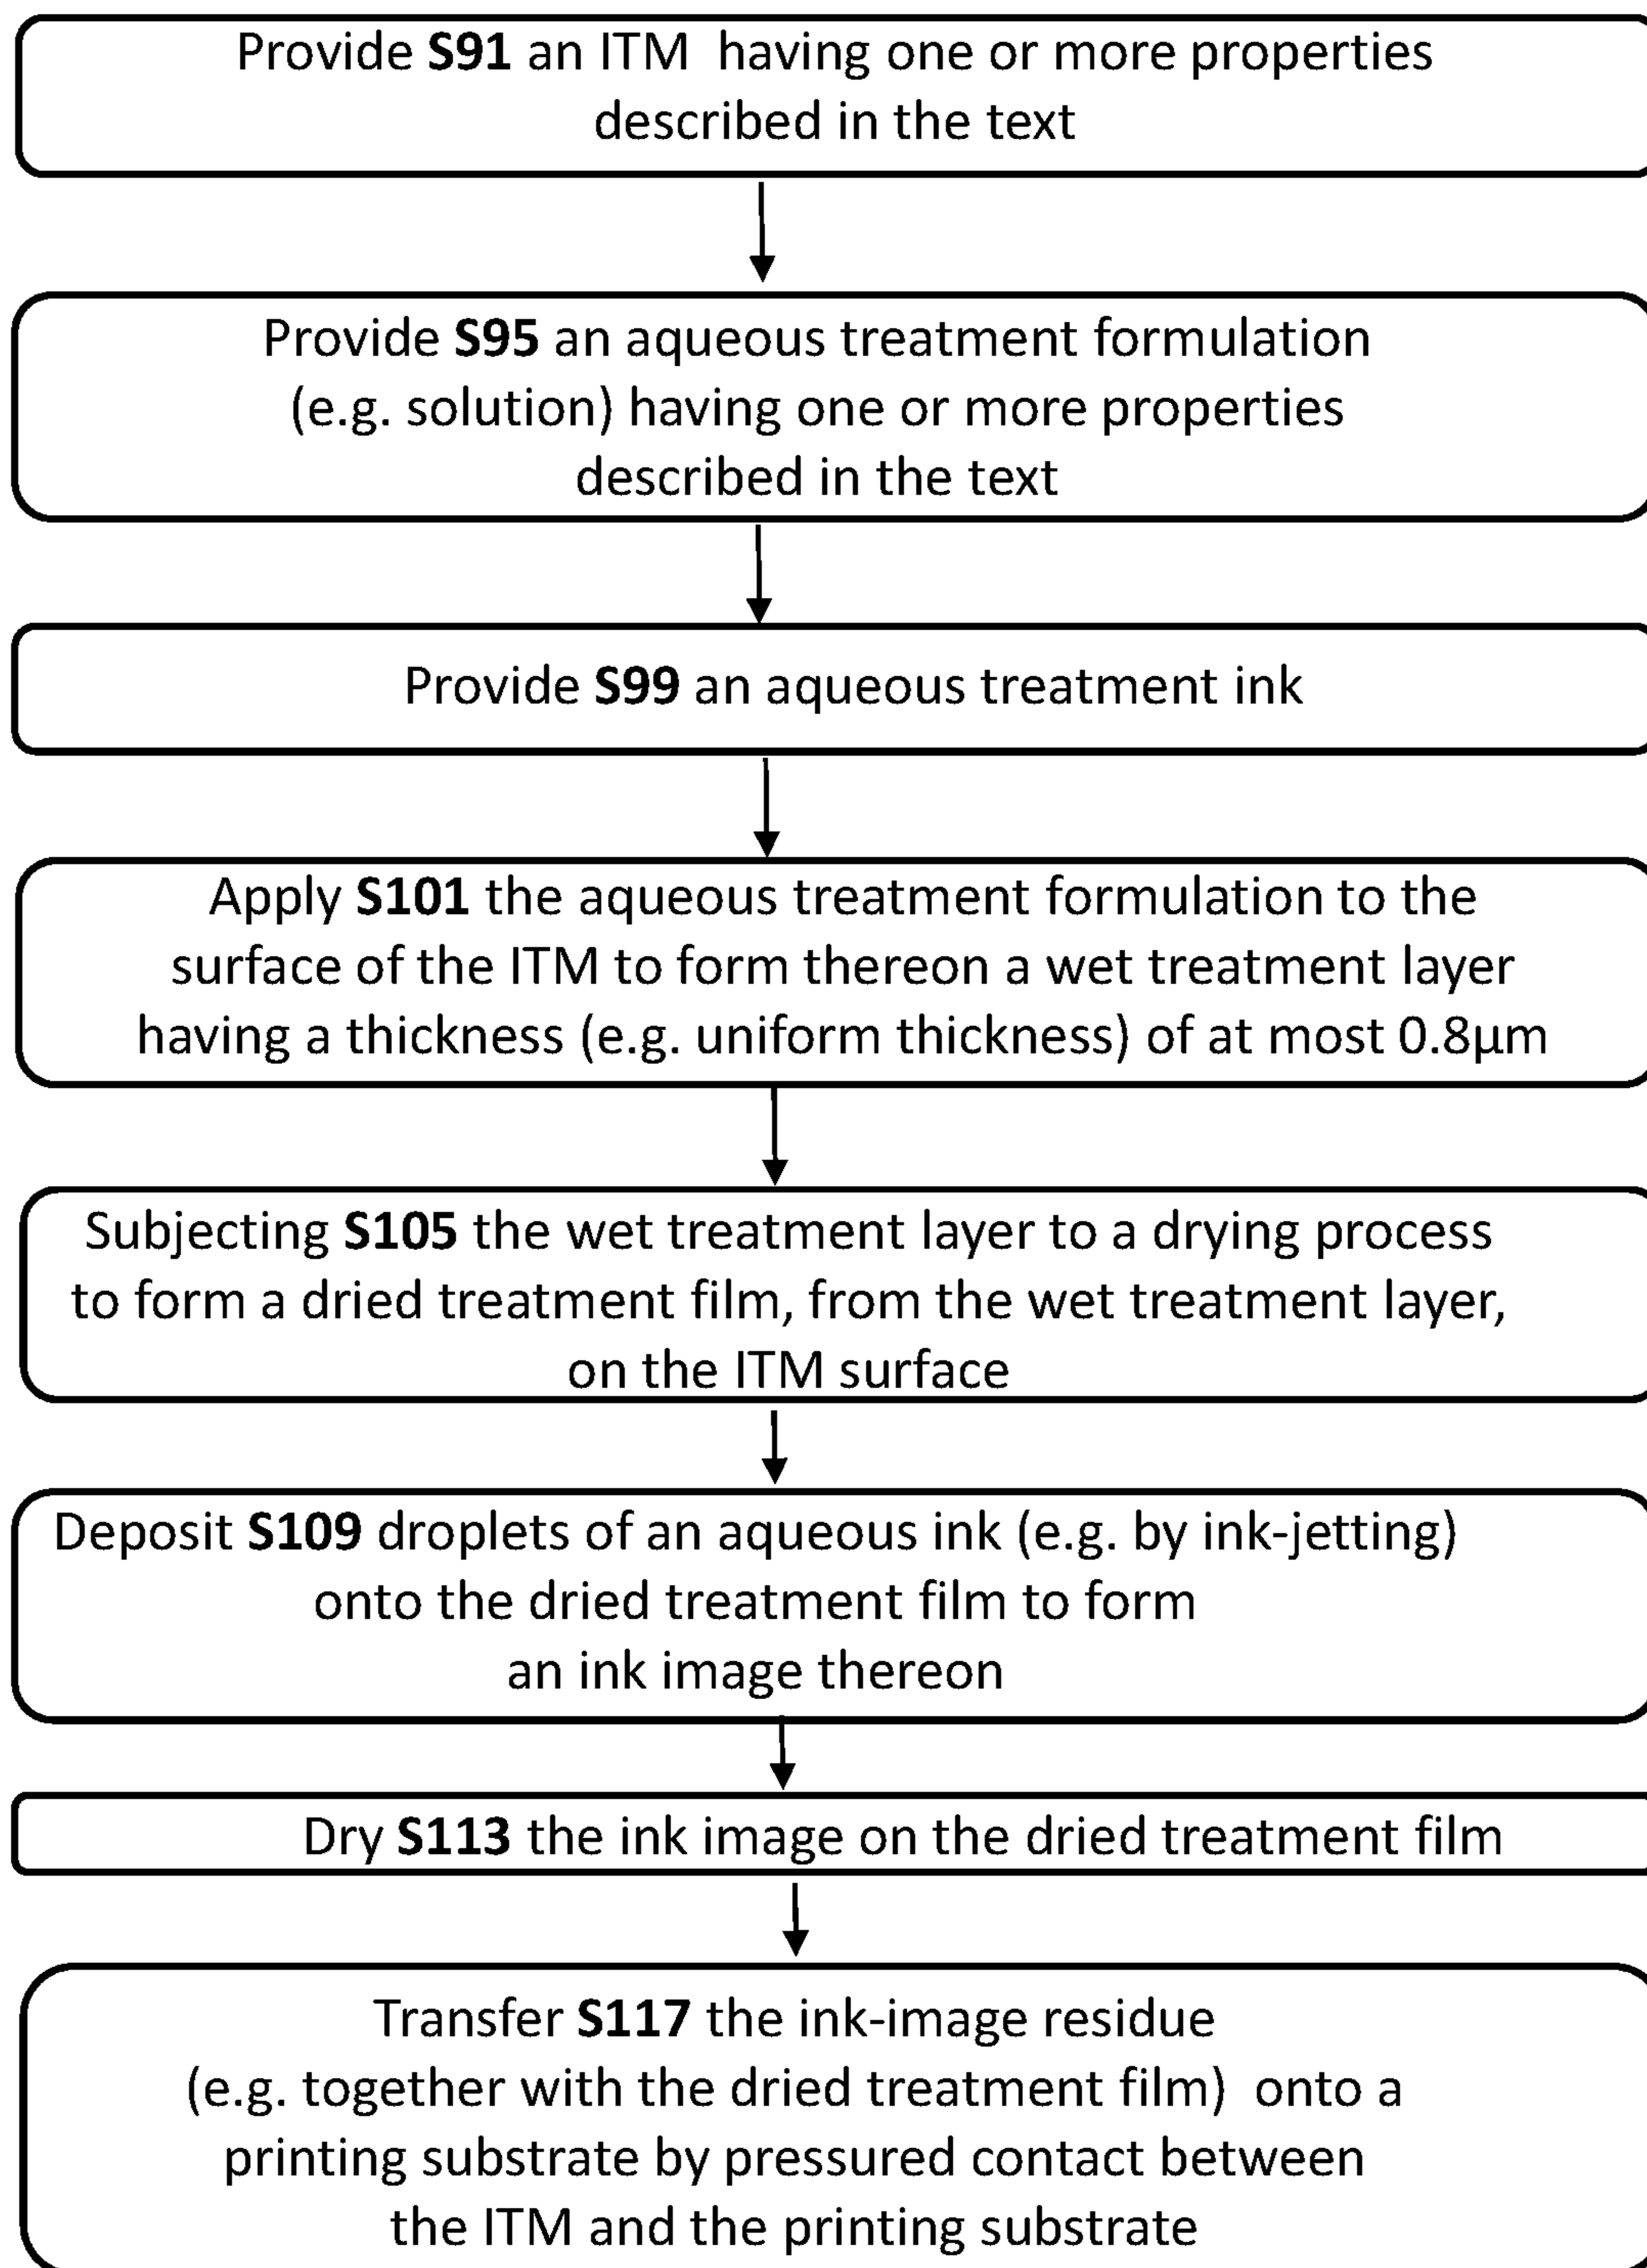 Provide S91 an ITM having one or more properties
described in the text
Provide S95 an aqueous treatment formulation
(e.g. solution) having one or more properties
described in the text
Provide S99 an aqueous treatment ink
Apply S101 the aqueous treatment formulation to the
surface of the ITM to form thereon a wet treatment layer
having a thickness (e.g. uniform thickness) of at most 0.8µm
Subjecting S105 the wet treatment layer to a drying process
to form a dried treatment film, from the wet treatment layer,
on the ITM surface
Deposit S109 droplets of an aqueous ink (e.g. by ink-jetting)
onto the dried treatment film to form
an ink image thereon
Dry S113 the ink image on the dried treatment film
Transfer S117 the ink-image residue
(e.g. together with the dried treatment film) onto a
printing substrate by pressured contact between
the ITM and the printing substrate